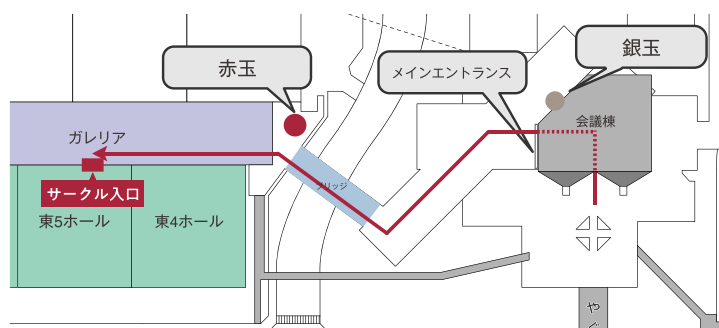 赤玉
銀玉
メインエントランス
会議棟
ガレリア
サークル入口
東5ホール
東4ホール
リッジ
や